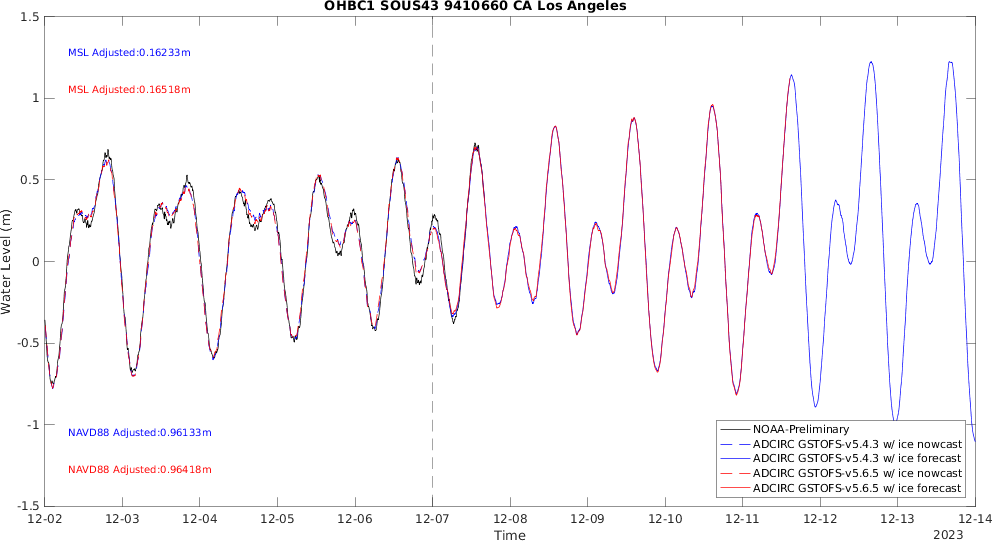 OHBC1 SOUS43 9410660 CA Los Angeles
1.5
1
0.5
0
-0.5
-1
-1.5
Water Level (m)
MSL Adjusted:0.16233m
MSL Adjusted:0.16518m
NAVD88 Adjusted:0.96133m
NAVD88 Adjusted:0.96418m
NOAA-Preliminary
ADCIRC GSTOFS-v5.4.3 w/ ice nowcast
ADCIRC GSTOFS-v5.4.3 w/ ice forecast
ADCIRC GSTOFS-v5.6.5 w/ ice nowcast
ADCIRC GSTOFS-v5.6.5 w/ ice forecast
12-02 12-03 12-04 12-05 12-06 12-07 12-08 12-09 12-10 12-11 12-12 12-13 12-14
Time
2023